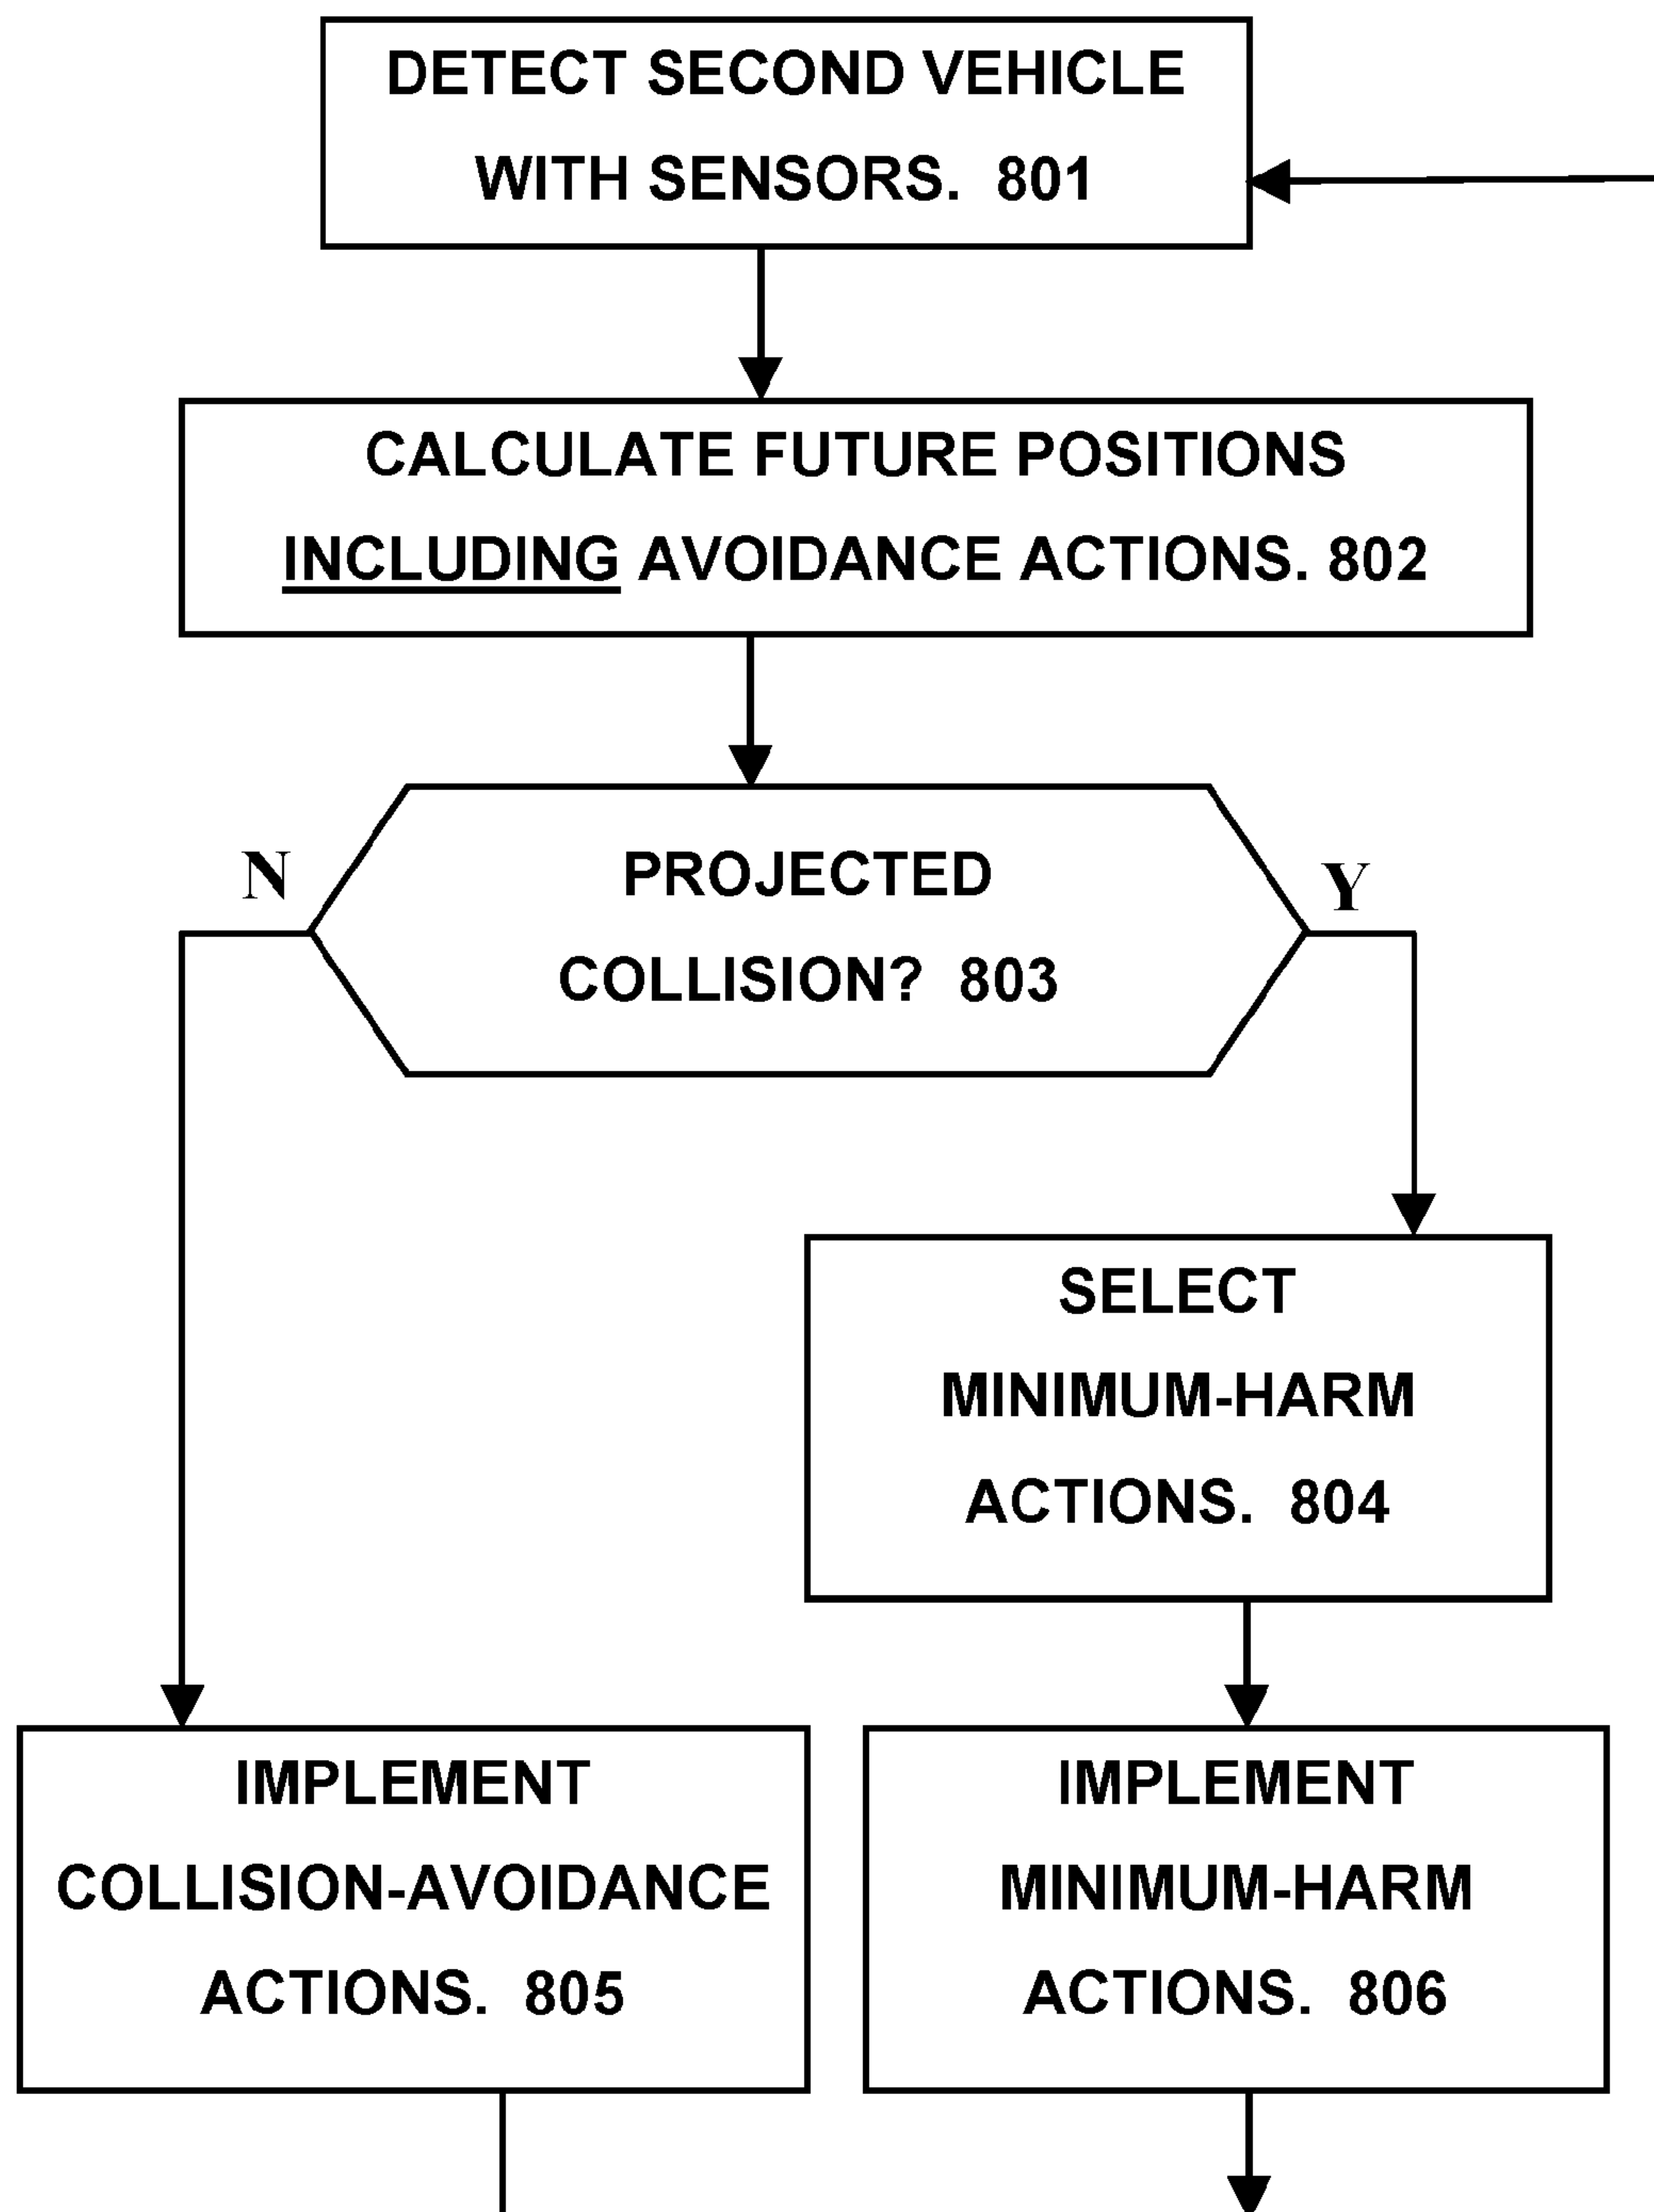 DETECT SECOND VEHICLE
WITH SENSORS. 801
CALCULATE FUTURE POSITIONS
INCLUDING AVOIDANCE ACTIONS. 802
N
PROJECTED
COLLISION? 803
Y
SELECT
MINIMUM-HARM
ACTIONS. 804
IMPLEMENT
COLLISION-AVOIDANCE
ACTIONS. 805
IMPLEMENT
MINIMUM-HARM
ACTIONS. 806